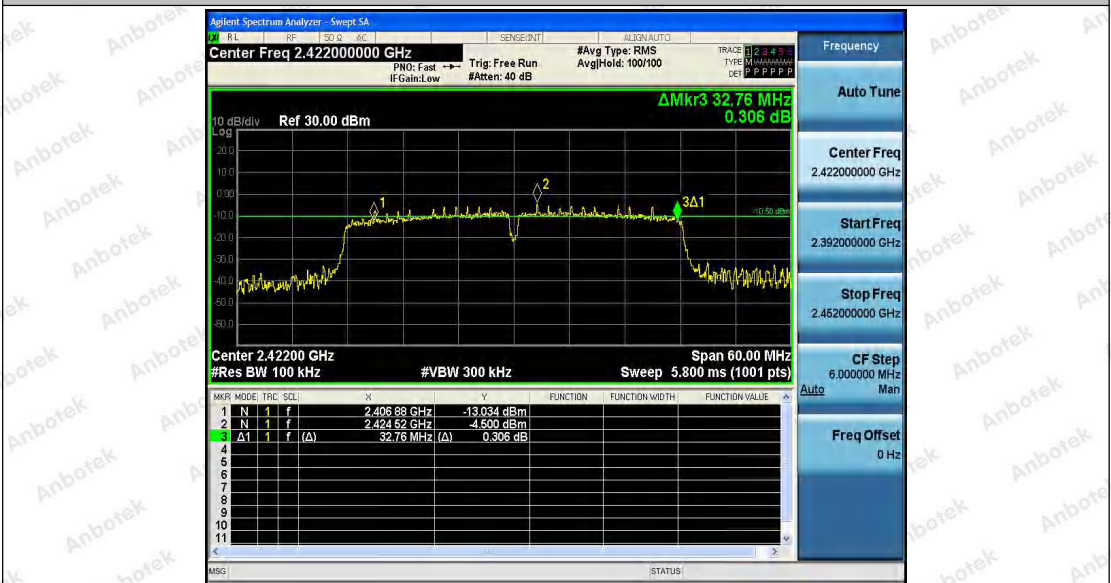 Agilent Spectrum Analyzer - Swept SA
RL RF 50 Ω AC SENSE:INT ALIGNAUTO
Center Freq 2.422000000 GHz
PNO: Fast
IFGain:Low
Trig: Free Run
#Atten: 40 dB
#Avg Type: RMS
Avg|Hold: 100/100
TRACE 1 2 3 4 5 6
TYPE M
DET P P P P P P
ΔMkr3 32.76 MHz
0.306 dB
10 dB/div Ref 30.00 dBm
Log
20.0
10.0
0.00
-10.0
-20.0
-30.0
-40.0
-50.0
-60.0
1
2
3Δ1
-10.50 dBm
Center 2.42200 GHz Span 60.00 MHz
#Res BW 100 kHz #VBW 300 kHz Sweep 5.800 ms (1001 pts)
MKR MODE TRC SCL X Y FUNCTION FUNCTION WIDTH FUNCTION VALUE
1 N 1 f 2.406 88 GHz -13.034 dBm
2 N 1 f 2.424 52 GHz -4.500 dBm
3 Δ1 1 f (Δ) 32.76 MHz (Δ) 0.306 dB
4
5
6
7
8
9
10
11
MSG STATUS
Frequency
Auto Tune
Center Freq
2.422000000 GHz
Start Freq
2.392000000 GHz
Stop Freq
2.452000000 GHz
CF Step
6.000000 MHz
Auto Man
Freq Offset
0 Hz
Anbotek